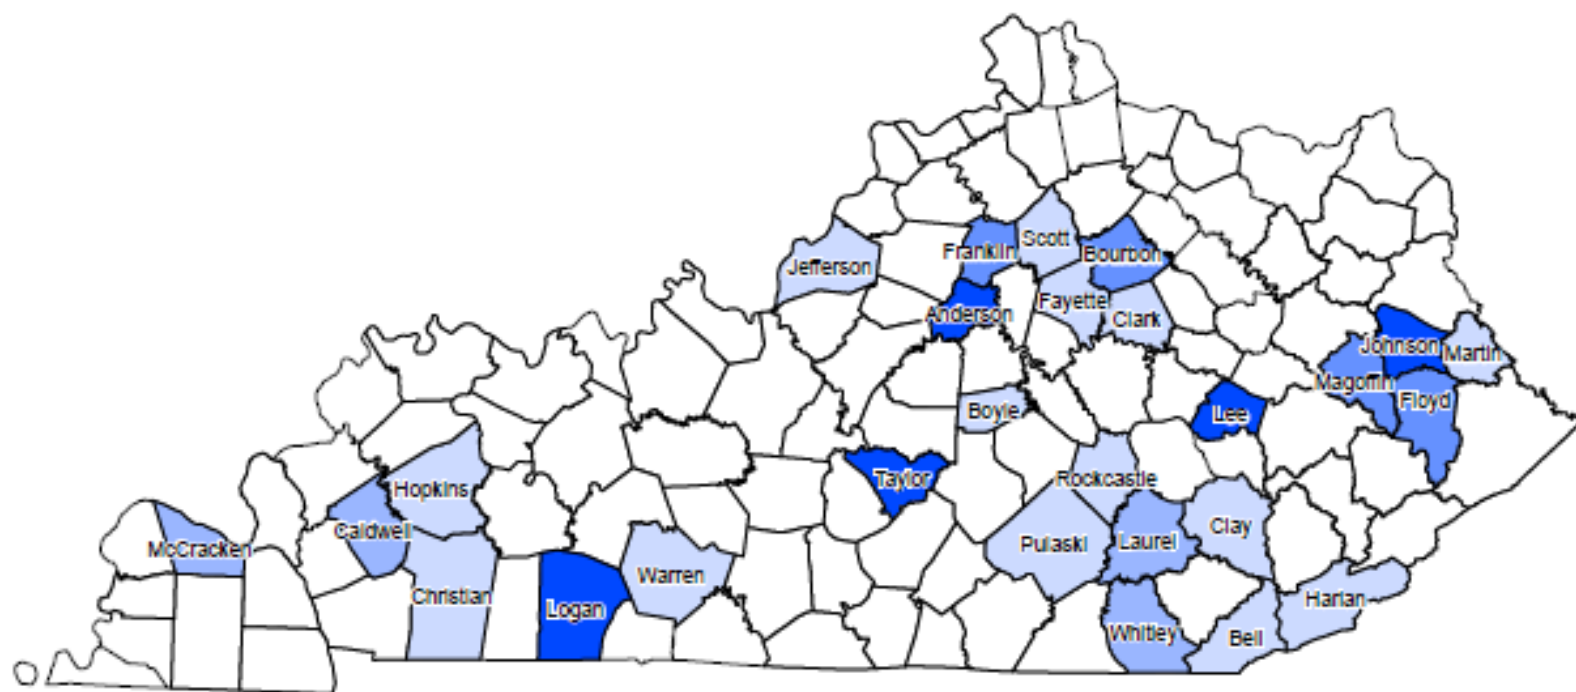 Scott
Franklin
Bourbon
Jefferson
Fayette
Anderson
Clark
Johnson
Martin
Magoffin
Floyd
Boyle
Lee
Taylor
Rockcastle
Hopkins
Clay
Caldwell
Laurel
Pulaski
McCracken
Warren
Christian
Harlan
Logan
Whitley
Bell